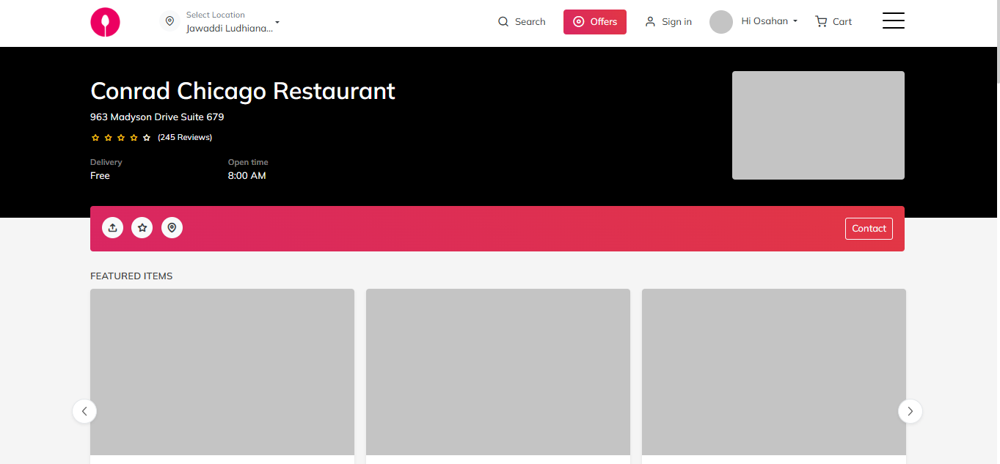 Select Location
Jawaddi Ludhiana...
Search
Offers
Sign in
Hi Osahan
Cart
Conrad Chicago Restaurant
963 Madyson Drive Suite 679
(245 Reviews)
Delivery
Open time
Free
8:00 AM
Contact
FEATURED ITEMS